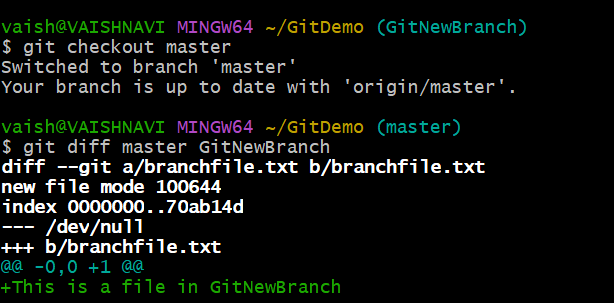 vaish@VAISHNAVI MINGW64 ~/GitDemo (GitNewBranch)
$ git checkout master
Switched to branch 'master'
Your branch is up to date with 'origin/master'.
vaish@VAISHNAVI MINGW64 ~/GitDemo (master)
$ git diff master GitNewBranch
diff --git a/branchfile.txt b/branchfile.txt
new file mode 100644
index 0000000..70ab14d
--- /dev/null
+++ b/branchfile.txt
@@ -0,0 +1 @@
+This is a file in GitNewBranch